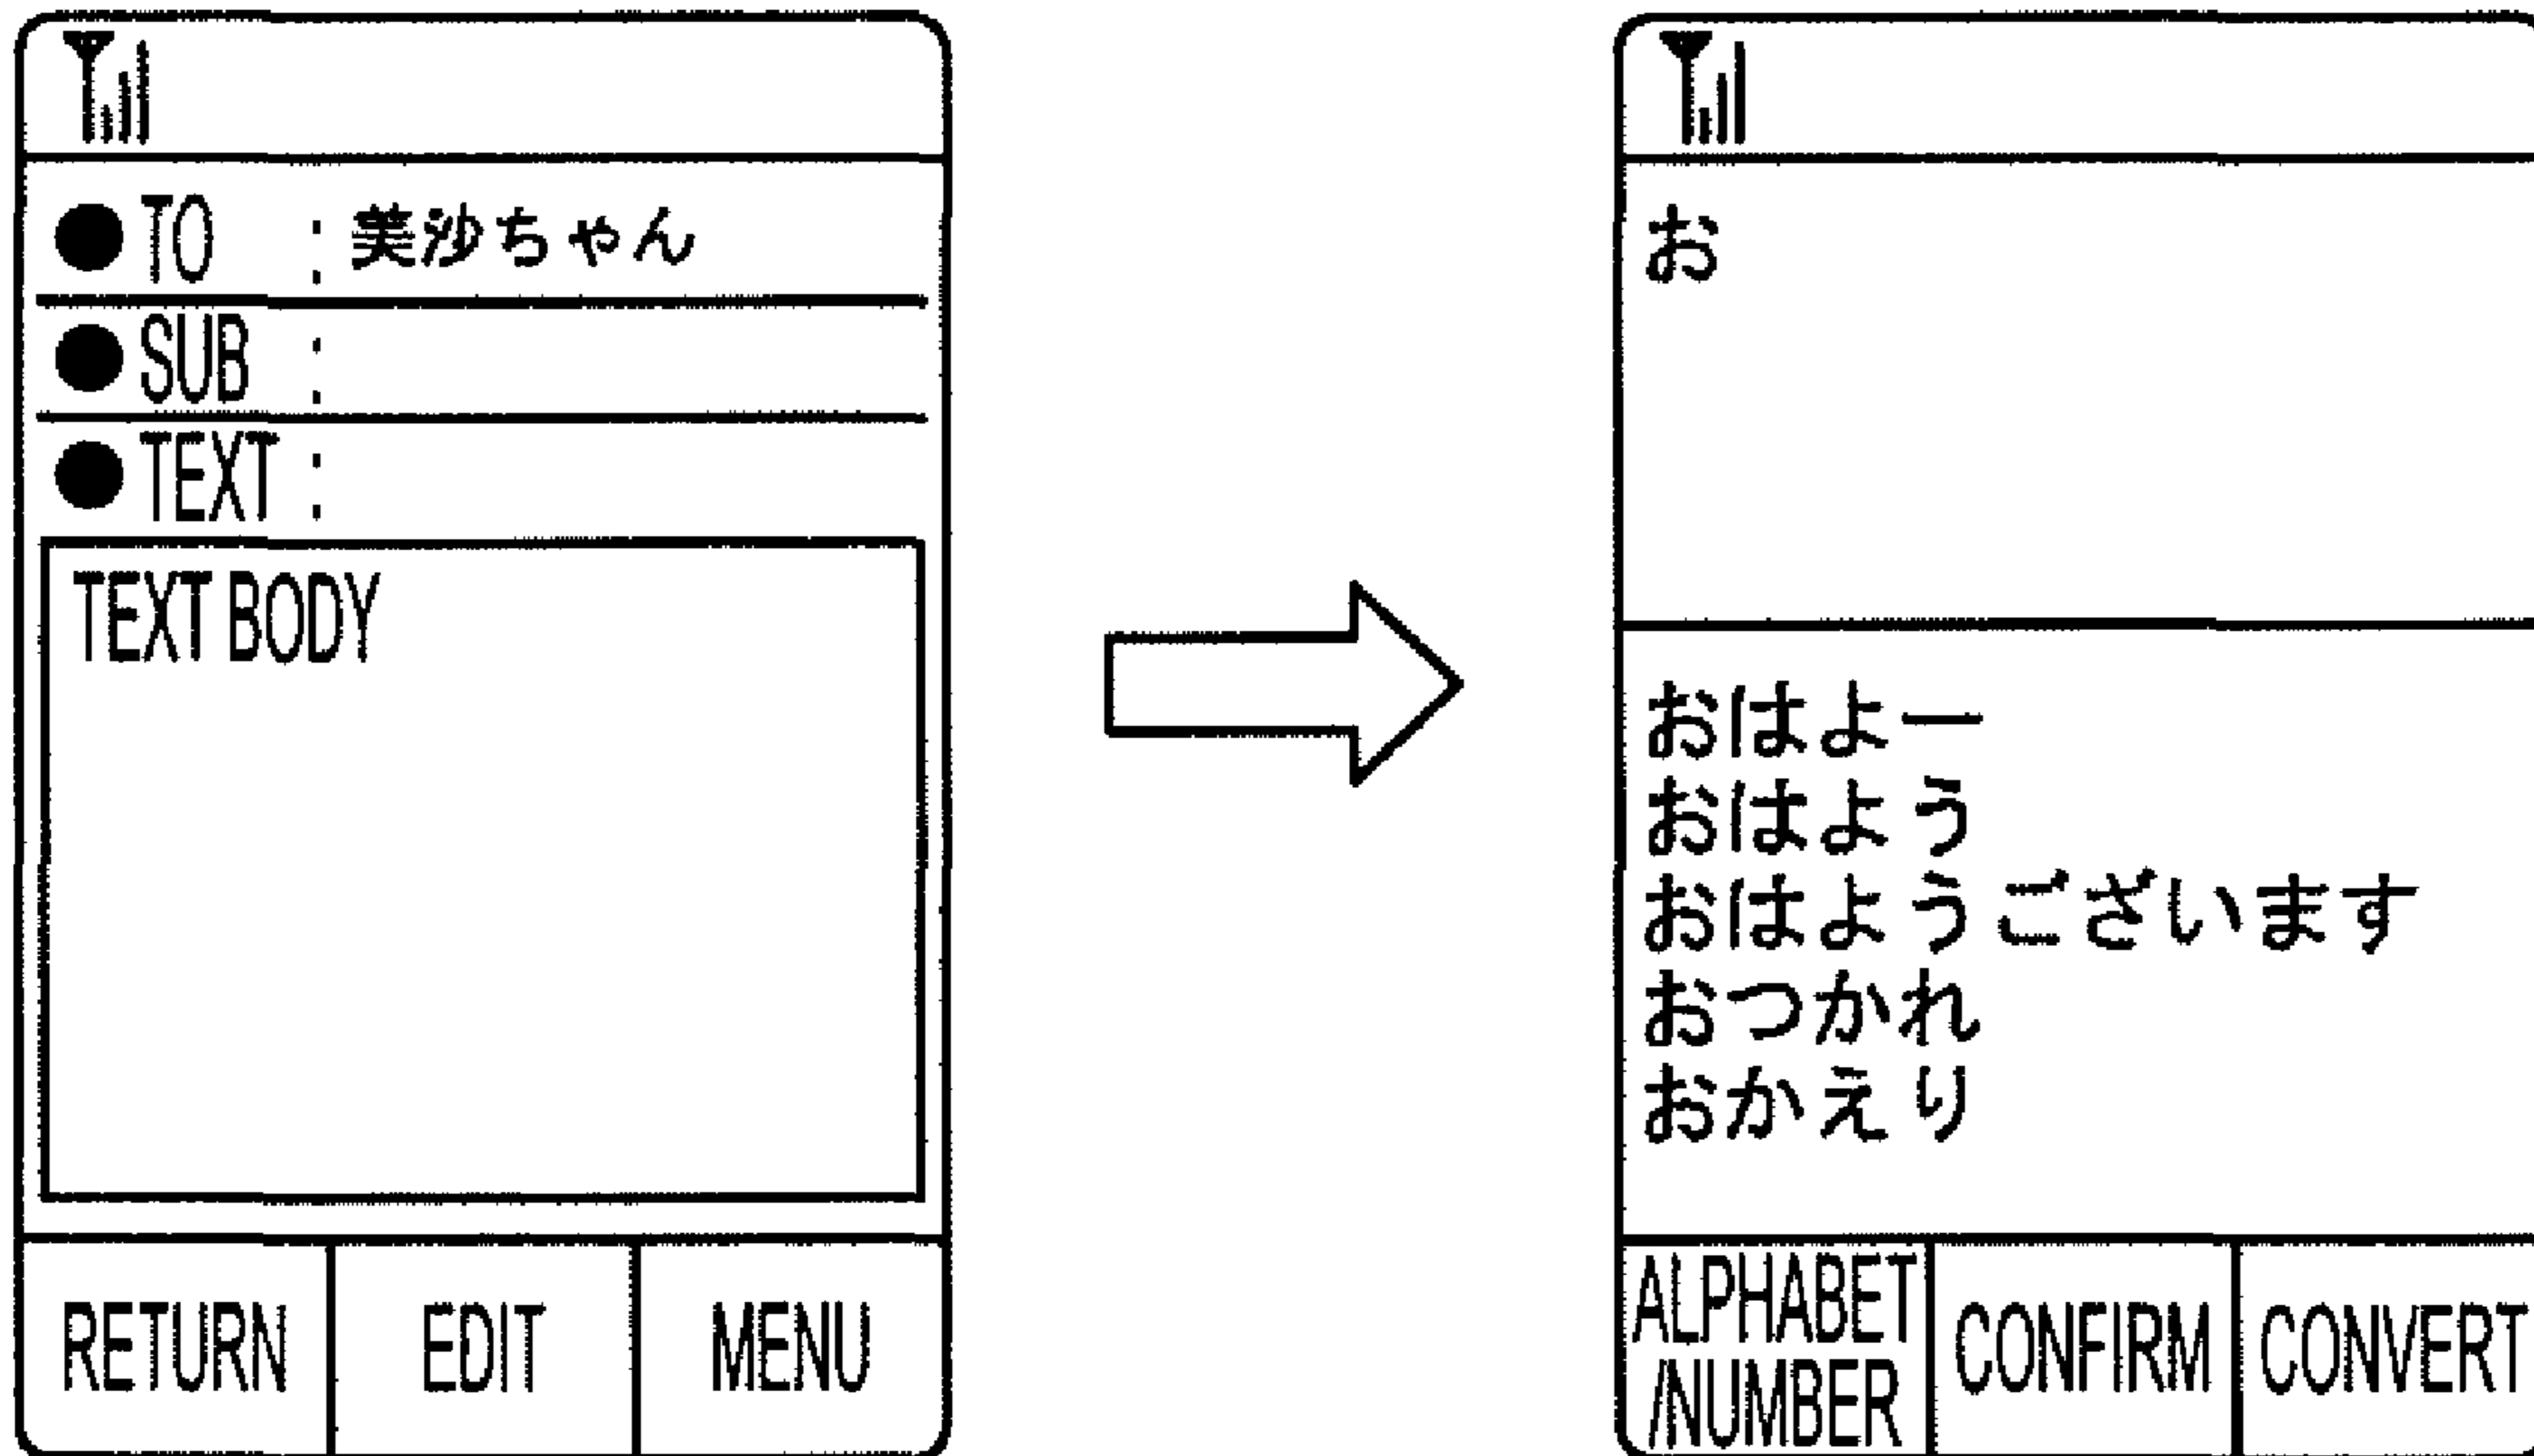 ●TO : 美沙ちゃん
●SUB :
●TEXT :
TEXT BODY
RETURN EDIT MENU
お
おはよー
おはよう
おはようございます
おつかれ
おかえり
ALPHABET
/NUMBER
CONFIRM CONVERT